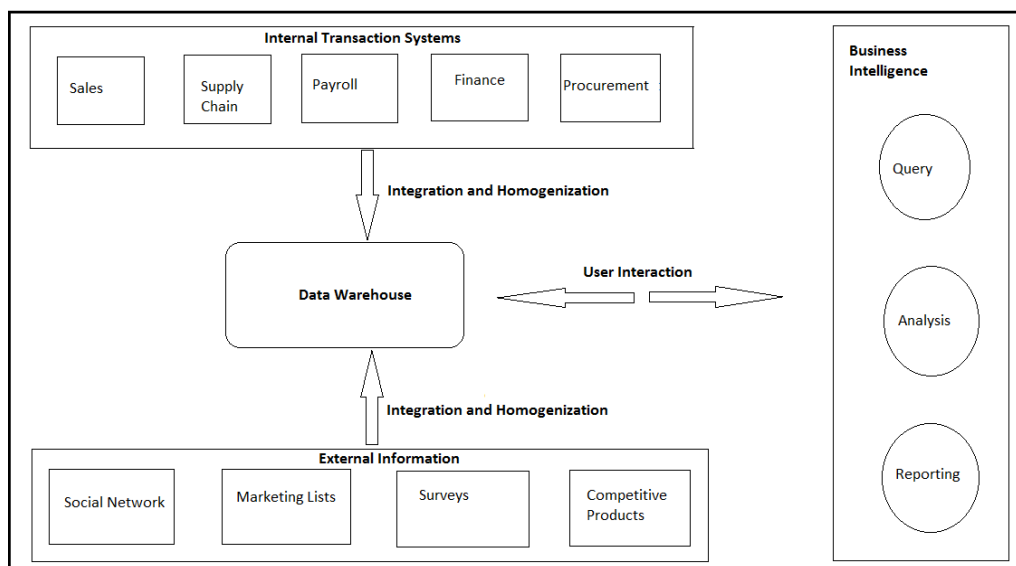 Internal Transaction Systems
Sales
Supply
Chain
Payroll
Finance
Procurement
Integration and Homogenization
Data Warehouse
User Interaction
Integration and Homogenization
External Information
Social Network
Marketing Lists
Surveys
Competitive
Products
Business
Intelligence
Query
Analysis
Reporting